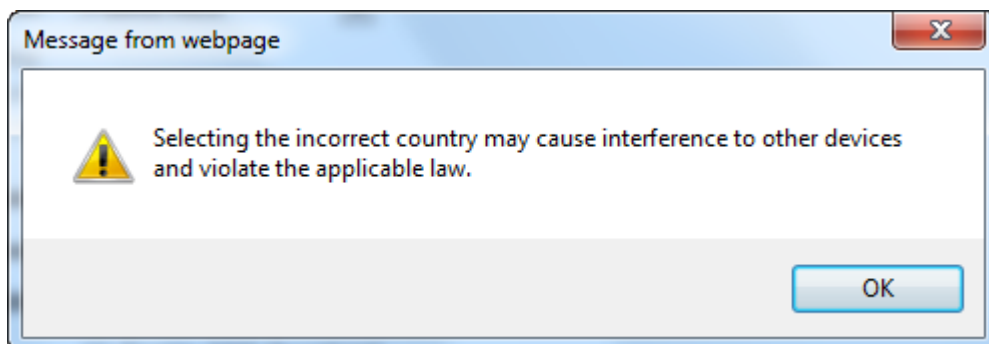 Message from webpage
Selecting the incorrect country may cause interference to other devices
and violate the applicable law.
OK